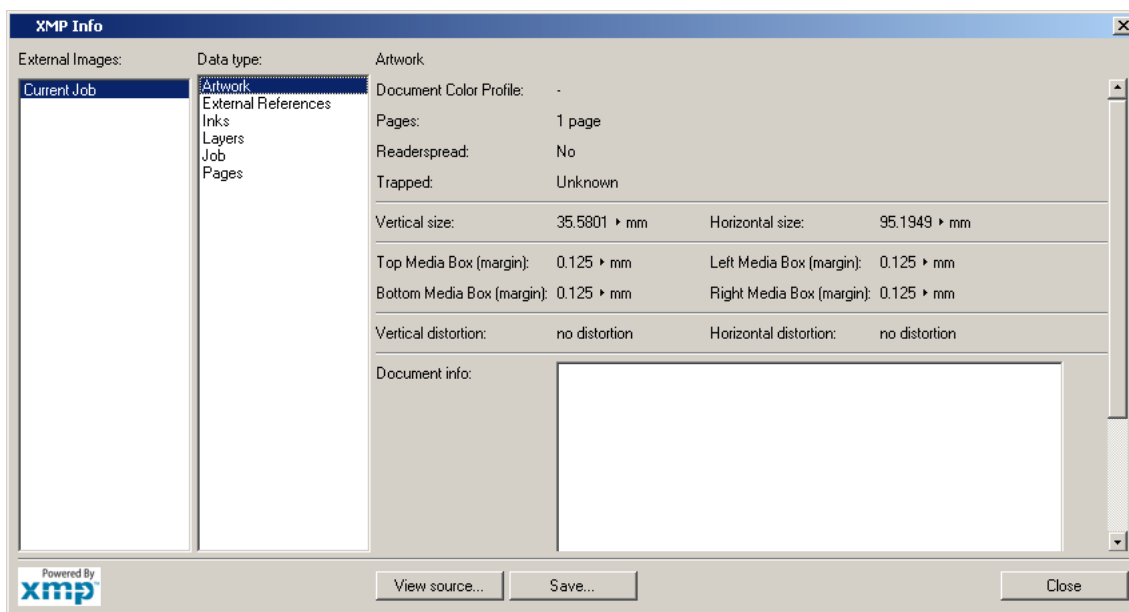 XMP Info
External Images:
Data type:
Artwork
Current Job
Artwork
External References
Inks
Layers
Job
Pages
Document Color Profile: -
Pages: 1 page
Readerspread: No
Trapped: Unknown
Vertical size: 35.5801 mm Horizontal size: 95.1949 mm
Top Media Box (margin): 0.125 mm Left Media Box (margin): 0.125 mm
Bottom Media Box (margin): 0.125 mm Right Media Box (margin): 0.125 mm
Vertical distortion: no distortion Horizontal distortion: no distortion
Document info:
Powered By
xmp™
View source... Save... Close